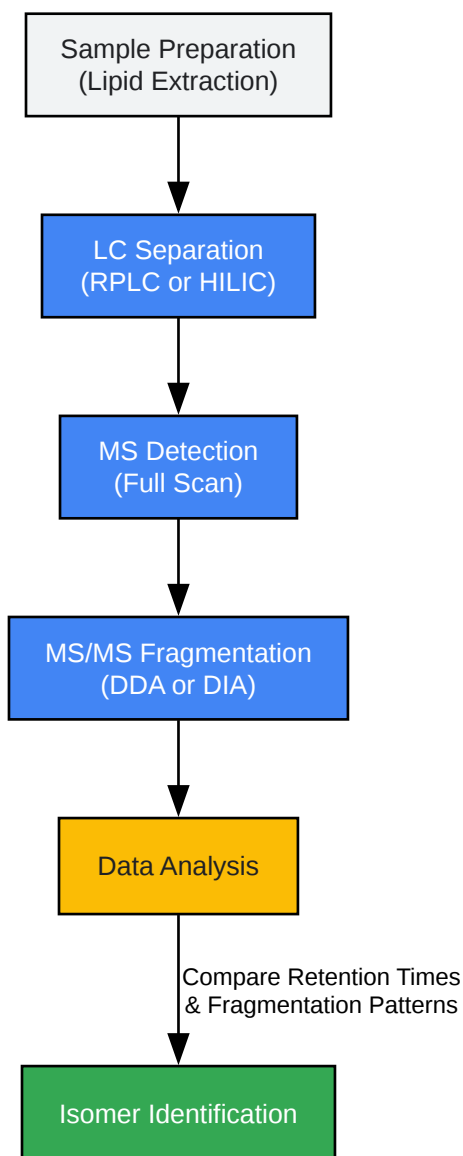 Sample Preparation
(Lipid Extraction)
LC Separation
(RPLC or HILIC)
MS Detection
(Full Scan)
MS/MS Fragmentation
(DDA or DIA)
Data Analysis
Compare Retention Times
& Fragmentation Patterns
Isomer Identification